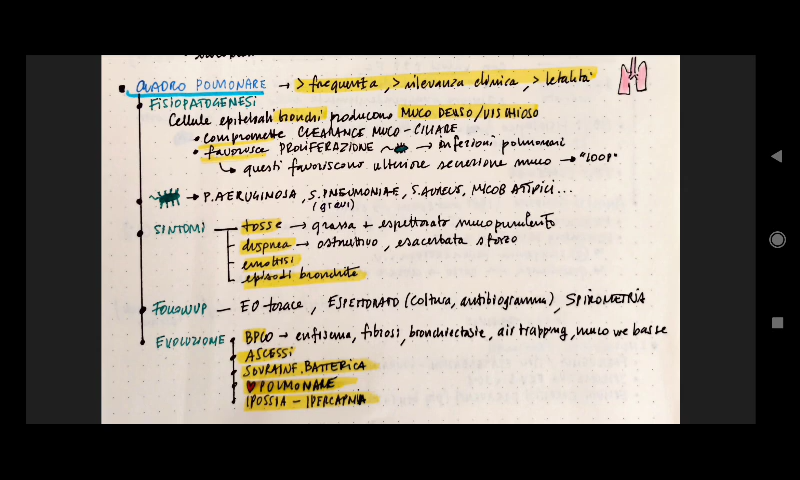 QUADRO POLMONARE → > frequenza, > rilevanza clinica, > letalità
FISIOPATOGENESI
Cellule epiteliali bronchi producono MUCO DENSO/VISCHIOSO
• compromette CLEARANCE MUCO-CILIARE
• favorisce PROLIFERAZIONE → infezioni polmonari
↳ questi favoriscono ulteriore secrezione muco → "LOOP"
→ P. AERUGINOSA, S. PNEUMONIAE, S. AUREUS, MICOB ATIPICI...
(gravi)
SINTOMI — tosse → grassa + espettorato mucopurulento
dispnea → ostruttivo, esacerbata sforzo
emottisi
episodi bronchite
FOLLOWUP — EO torace, ESPETTORATO (coltura, antibiogramma), SPIROMETRIA
EVOLUZIONE • BPCO → enfisema, fibrosi, bronchiectasie, air trapping, muco vie basse
• ASCESSI
• SOVRAINF. BATTERICA
• ♥ POLMONARE
• IPOSSIA - IPERCAPNIA